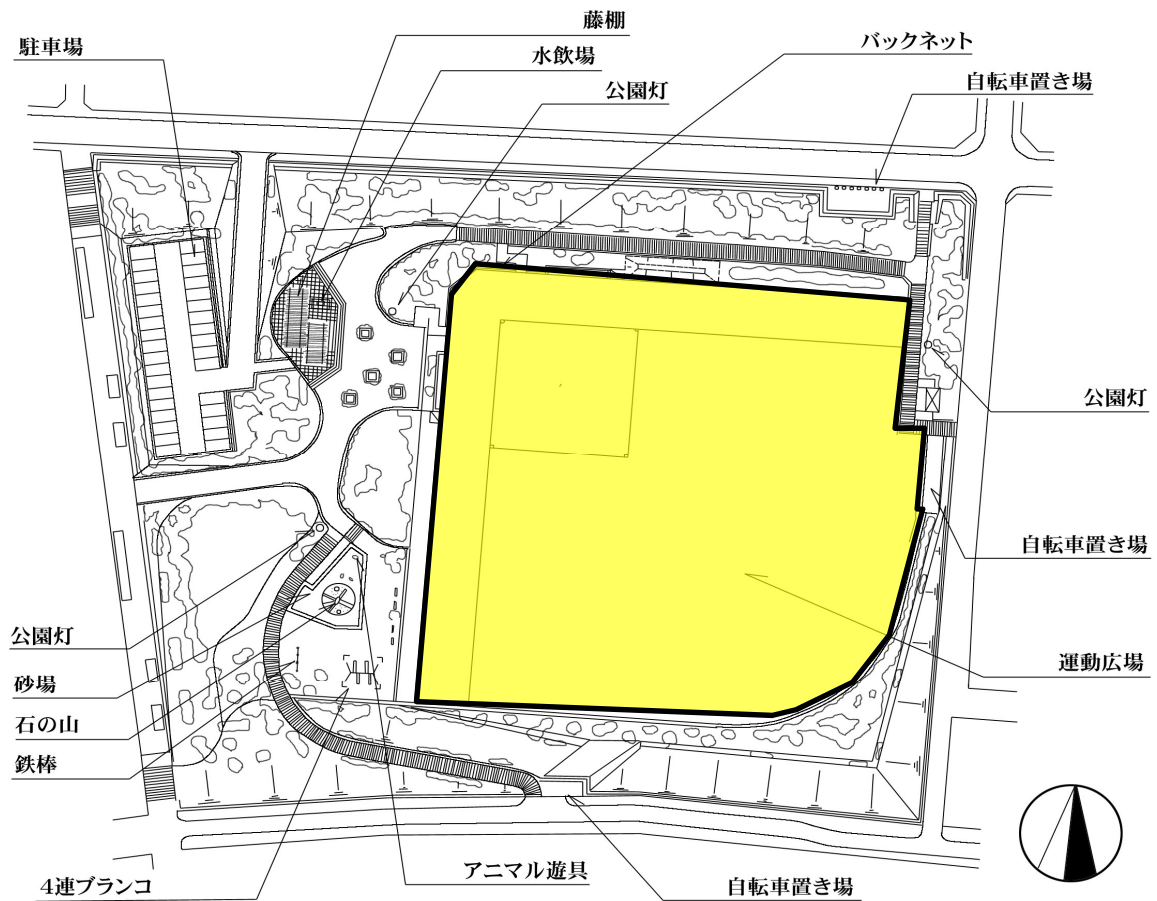 藤棚
バックネット
駐車場
水飲場
自転車置き場
公園灯
公園灯
自転車置き場
公園灯
運動広場
砂場
石の山
鉄棒
アニマル遊具
4連ブランコ
自転車置き場